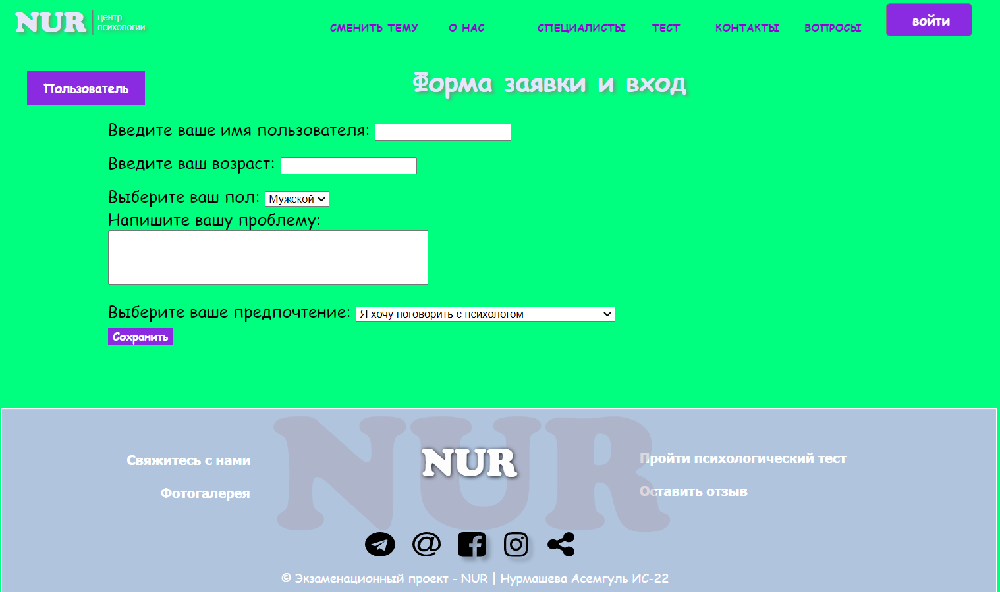 NUR
центр
психологии
СМЕНИТЬ ТЕМУ
О НАС
СПЕЦИАЛИСТЫ
ТЕСТ
КОНТАКТЫ
ВОПРОСЫ
войти
Пользователь
Форма заявки и вход
Введите ваше имя пользователя:
Введите ваш возраст:
Выберите ваш пол: Мужской
Напишите вашу проблему:
Выберите ваше предпочтение: Я хочу поговорить с психологом
Сохранить
NUR
NUR
Свяжитесь с нами
Фотогалерея
Пройти психологический тест
Оставить отзыв
© Экзаменационный проект - NUR | Нурмашева Асемгуль ИС-22